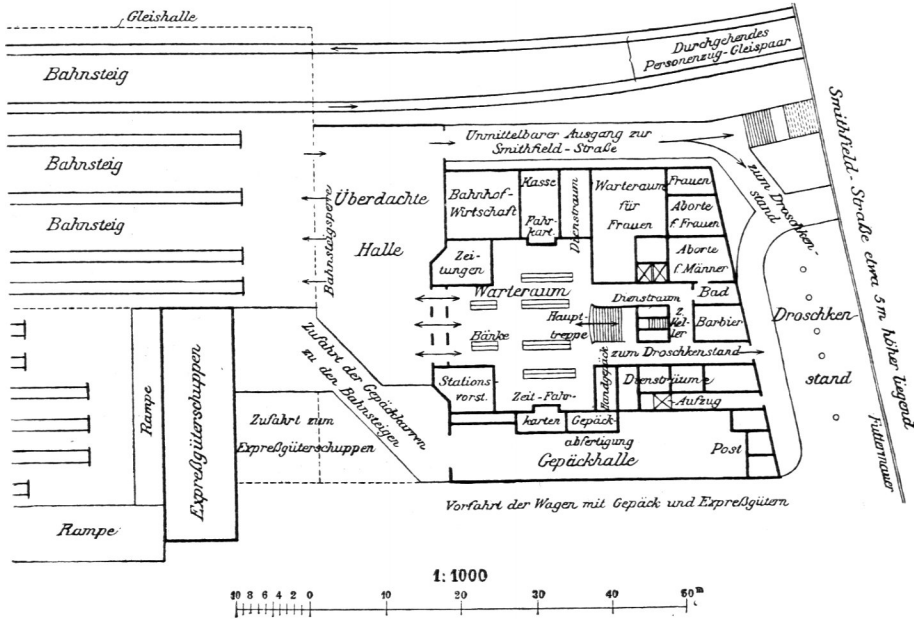 Gleishalle
Durchgehendes
Personenzug-Gleispaar
Bahnsteig
Smithfield-Straße etwa 5m höher liegend
Unmittelbarer Ausgang zur
Smithfield-Straße
zum Droschken-
stand
Bahnsteig
Überdachte
Halle
Bahnsteigsperre
Bahnhof-
Wirtschaft
Kasse
Fahr-
kart.
Dienstraum
Warteraum
für
Frauen
Frauen
Aborte
f. Frauen
Bahnsteig
Zei-
tungen
Aborte
f. Männer
Warteraum
Dienstraum
Bad
Haupt-
treppe
Bänke
z. Kel-
ler
Barbier
Droschken-
stand
zum Droschkenstand
Zufahrt der Gepäckkarren
zu den Bahnsteigen
Stations-
vorst.
Zeit-Fahr-
karten
Handgepäck
Diensträume
Aufzug
Gepäck-
abfertigung
Gepäckhalle
Post
Futtermauer
Rampe
Expreßgüterschuppen
Zufahrt zum
Expreßgüterschuppen
Rampe
Vorfahrt der Wagen mit Gepäck und Expreßgütern
1:1000
10 8 6 4 2 0 10 20 30 40 50 m